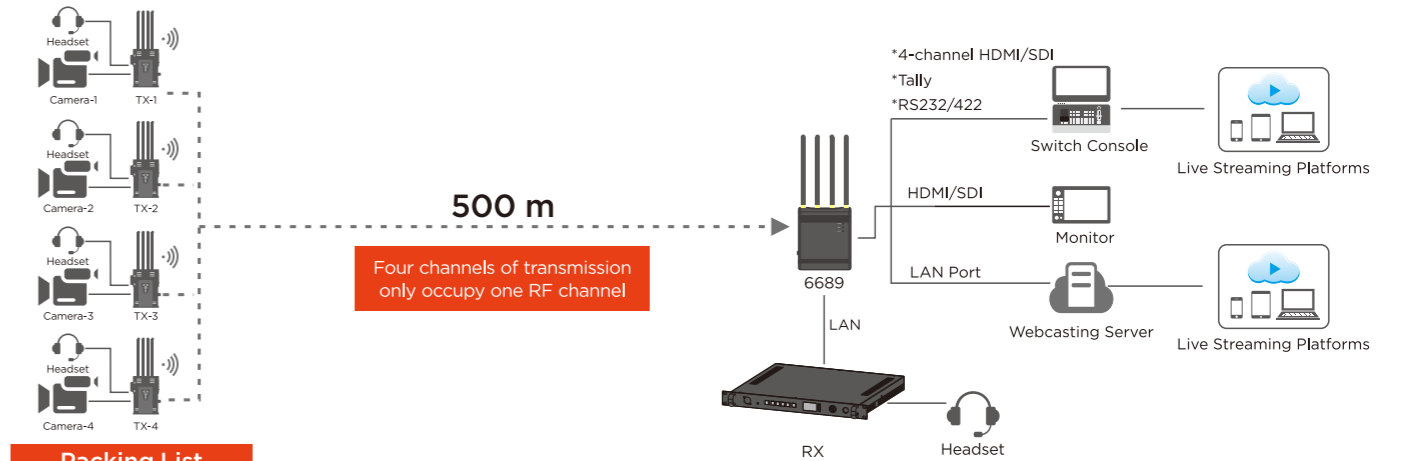 Headset
Camera-1
TX-1
Headset
Camera-2
TX-2
Headset
Camera-3
TX-3
Headset
Camera-4
TX-4
Packing List
500 m
Four channels of transmission
only occupy one RF channel
6689
LAN
RX
Headset
*4-channel HDMI/SDI
*Tally
*RS232/422
Switch Console
Live Streaming Platforms
HDMI/SDI
Monitor
LAN Port
Webcasting Server
Live Streaming Platforms